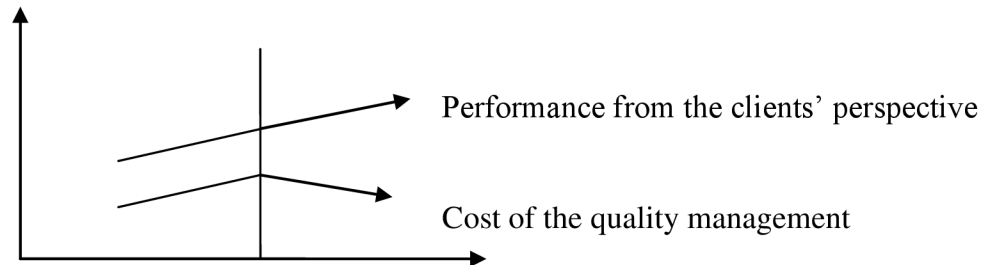 Performance from the clients’ perspective
Cost of the quality management